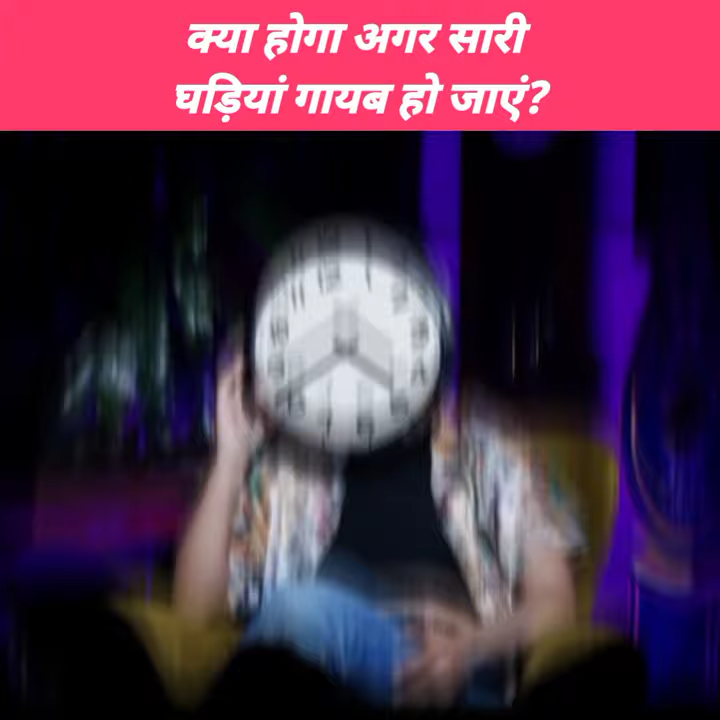 क्या होगा अगर सारी
घड़ियां गायब हो जाएं?